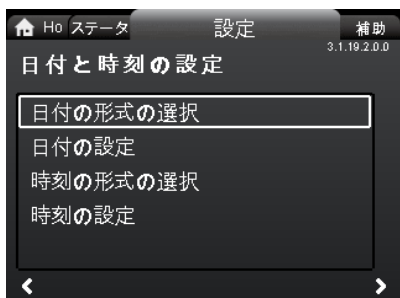 Ho ステータ 設定 補助
3.1.19.2.0.0
日付と時刻の設定
日付の形式の選択
日付の設定
時刻の形式の選択
時刻の設定